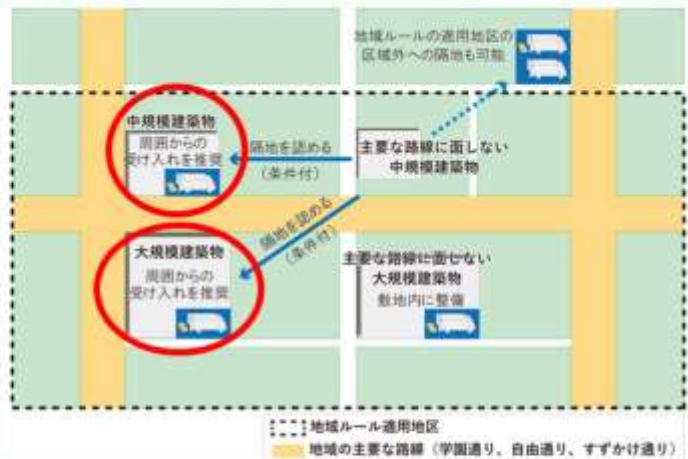 地域ルールの適用地区の
区域外への隔地も可能
中規模建築物
周囲からの
受け入れを推奨
隔地を認める
(条件付)
主要な路線に面しない
中規模建築物
隔地を認める
(条件付)
大規模建築物
周囲からの
受け入れを推奨
主要な路線に面しない
大規模建築物
敷地内に整備
地域ルール適用地区
地域の主要な路線(学園通り、自由通り、すずかけ通り)